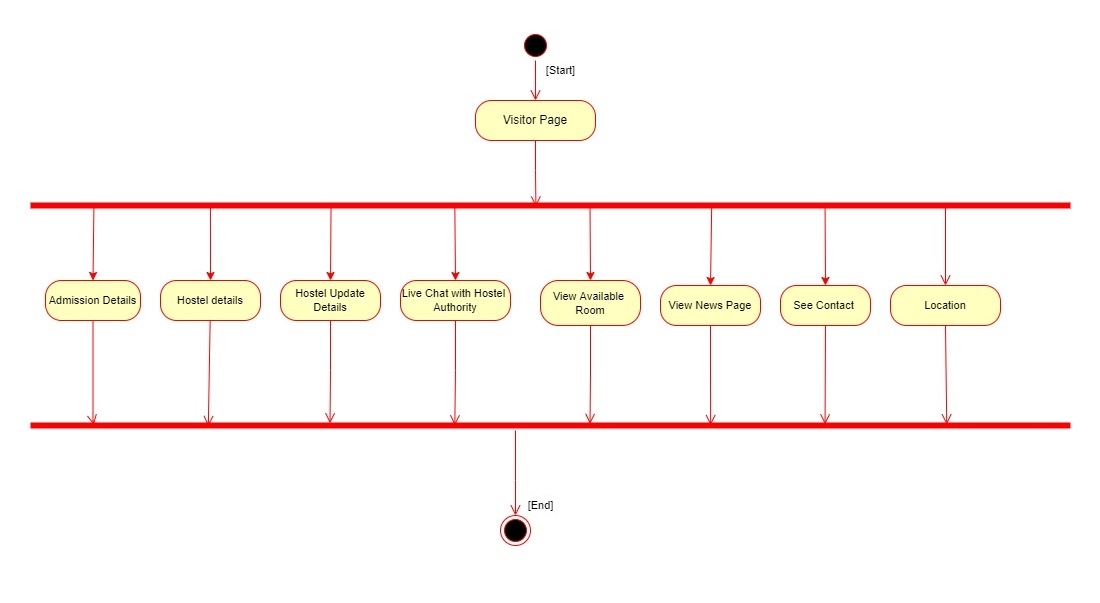 [Start]
Visitor Page
Admission Details
Hostel details
Hostel Update
Details
Live Chat with Hostel
Authority
View Available
Room
View News Page
See Contact
Location
[End]